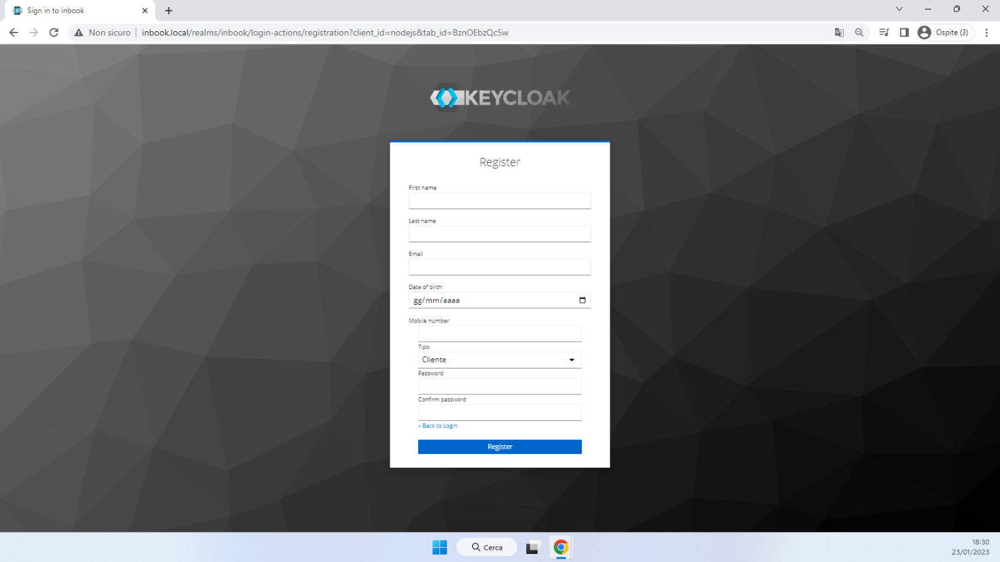 Sign in to inbook
Non sicuro inbook.local/realms/inbook/login-actions/registration?client_id=nodejs&tab_id=BznOEbzQc5w
Ospite (3)
KEYCLOAK
Register
First name
Last name
Email
Date of birth
gg/mm/aaaa
Mobile number
Tipo
Cliente
Password
Confirm password
« Back to Login
Register
Cerca
18:30
23/01/2023